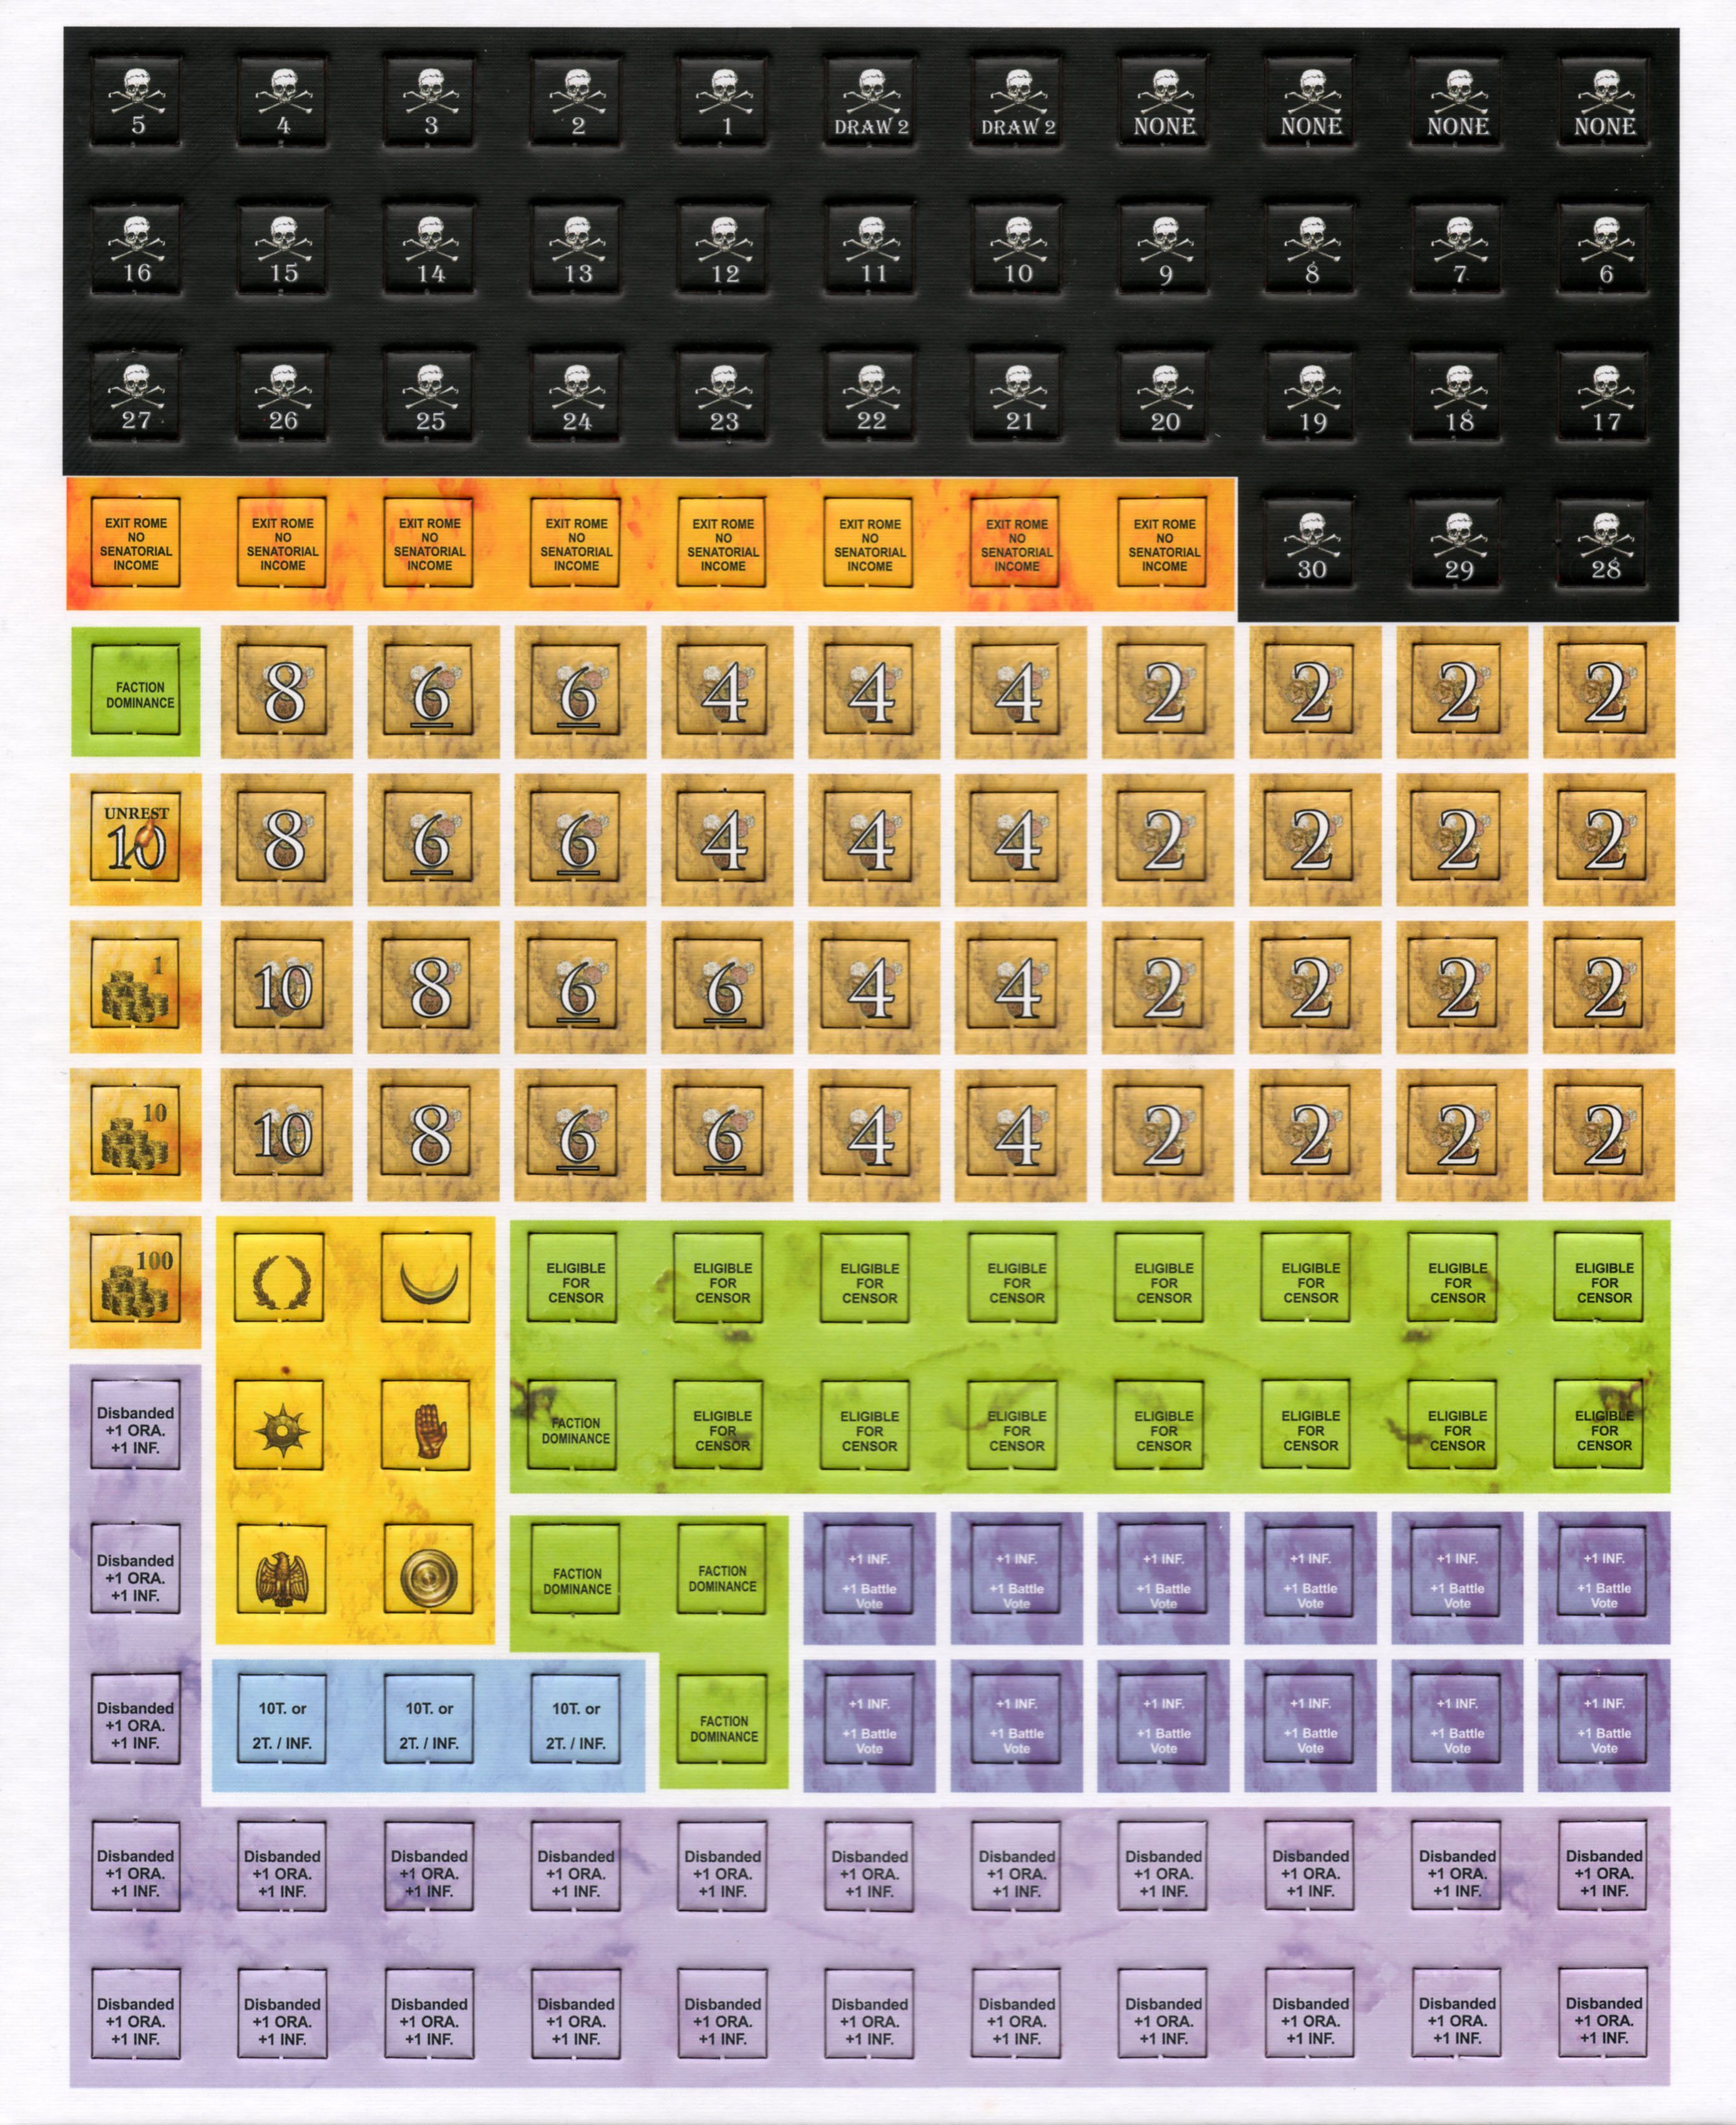 5 4 3 2 1 DRAW 2 DRAW 2 NONE NONE NONE NONE
16 15 14 13 12 11 10 9 8 7 6
27 26 25 24 23 22 21 20 19 18 17
EXIT ROME EXIT ROME EXIT ROME EXIT ROME EXIT ROME EXIT ROME EXIT ROME EXIT ROME
NO NO NO NO NO NO NO NO
SENATORIAL SENATORIAL SENATORIAL SENATORIAL SENATORIAL SENATORIAL SENATORIAL SENATORIAL
INCOME INCOME INCOME INCOME INCOME INCOME INCOME INCOME
30 29 28
FACTION
DOMINANCE
8 6 6 4 4 4 2 2 2 2
UNREST
10
8 6 6 4 4 4 2 2 2 2
1
10 8 6 6 4 4 2 2 2 2
10
10 8 6 6 4 4 2 2 2 2
100
ELIGIBLE ELIGIBLE ELIGIBLE ELIGIBLE ELIGIBLE ELIGIBLE ELIGIBLE ELIGIBLE
FOR FOR FOR FOR FOR FOR FOR FOR
CENSOR CENSOR CENSOR CENSOR CENSOR CENSOR CENSOR CENSOR
Disbanded
+1 ORA.
+1 INF.
FACTION
DOMINANCE
ELIGIBLE ELIGIBLE ELIGIBLE ELIGIBLE ELIGIBLE ELIGIBLE ELIGIBLE
FOR FOR FOR FOR FOR FOR FOR
CENSOR CENSOR CENSOR CENSOR CENSOR CENSOR CENSOR
Disbanded
+1 ORA.
+1 INF.
FACTION FACTION
DOMINANCE DOMINANCE
+1 INF. +1 INF. +1 INF. +1 INF. +1 INF. +1 INF.
+1 Battle +1 Battle +1 Battle +1 Battle +1 Battle +1 Battle
Vote Vote Vote Vote Vote Vote
Disbanded
+1 ORA.
+1 INF.
10T. or 10T. or 10T. or
2T. / INF. 2T. / INF. 2T. / INF.
FACTION
DOMINANCE
+1 INF. +1 INF. +1 INF. +1 INF. +1 INF. +1 INF.
+1 Battle +1 Battle +1 Battle +1 Battle +1 Battle +1 Battle
Vote Vote Vote Vote Vote Vote
Disbanded Disbanded Disbanded Disbanded Disbanded Disbanded Disbanded Disbanded Disbanded Disbanded Disbanded
+1 ORA. +1 ORA. +1 ORA. +1 ORA. +1 ORA. +1 ORA. +1 ORA. +1 ORA. +1 ORA. +1 ORA. +1 ORA.
+1 INF. +1 INF. +1 INF. +1 INF. +1 INF. +1 INF. +1 INF. +1 INF. +1 INF. +1 INF. +1 INF.
Disbanded Disbanded Disbanded Disbanded Disbanded Disbanded Disbanded Disbanded Disbanded Disbanded Disbanded
+1 ORA. +1 ORA. +1 ORA. +1 ORA. +1 ORA. +1 ORA. +1 ORA. +1 ORA. +1 ORA. +1 ORA. +1 ORA.
+1 INF. +1 INF. +1 INF. +1 INF. +1 INF. +1 INF. +1 INF. +1 INF. +1 INF. +1 INF. +1 INF.